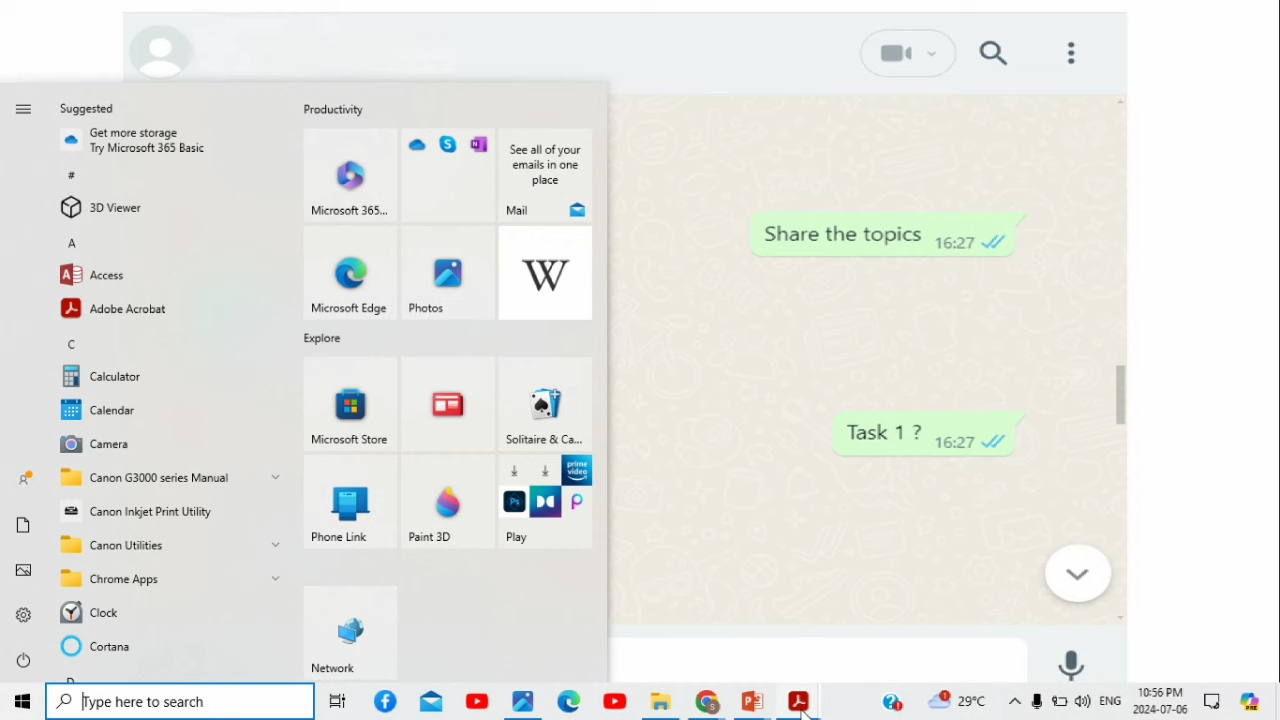 Suggested
Get more storage
Try Microsoft 365 Basic
#
3D Viewer
A
Access
Adobe Acrobat
C
Calculator
Calendar
Camera
Canon G3000 series Manual
Canon Inkjet Print Utility
Canon Utilities
Chrome Apps
Clock
Cortana
Productivity
Microsoft 365...
See all of your
emails in one
place
Mail
Microsoft Edge
Photos
W
Explore
Microsoft Store
Solitaire & Ca...
prime
video
Ps
Phone Link
Paint 3D
Play
Network
Share the topics
16:27
Task 1 ?
16:27
Type here to search
29°C
ENG
10:56 PM
2024-07-06